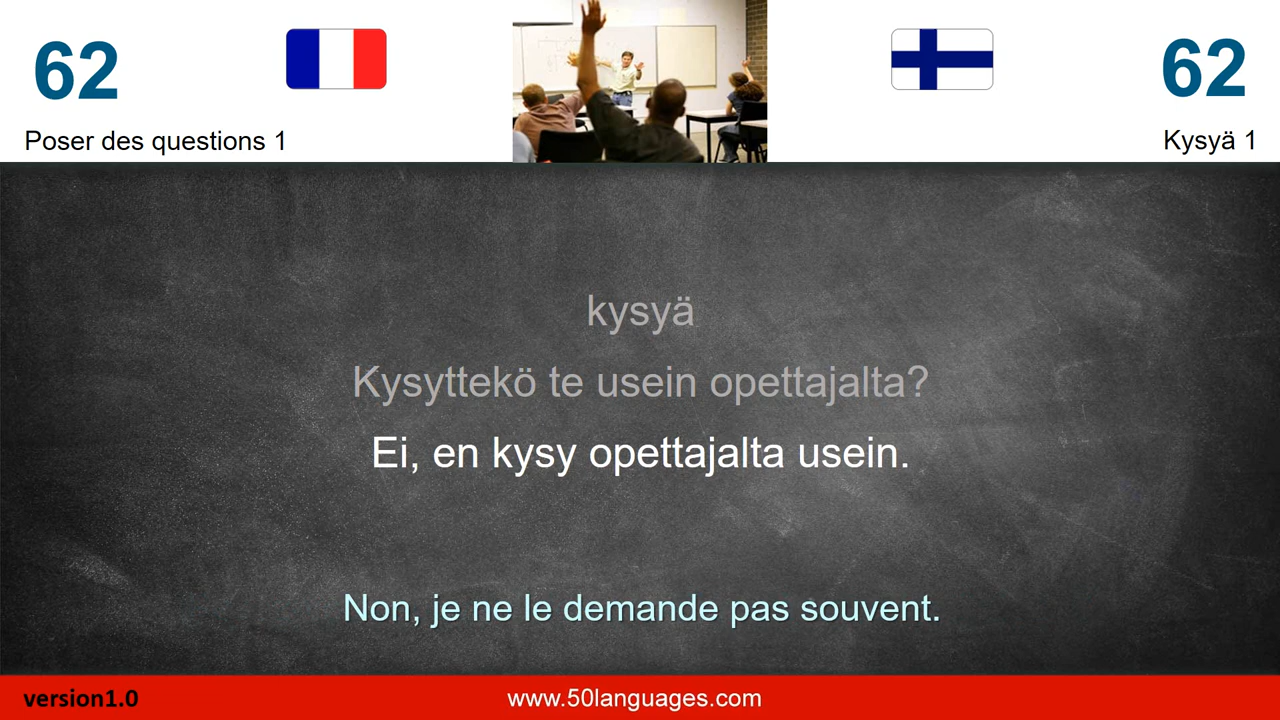 62
62
Poser des questions 1
Kysyä 1
kysyä
Kysyttekö te usein opettajalta?
Ei, en kysy opettajalta usein.
Non, je ne le demande pas souvent.
version1.0
www.50languages.com